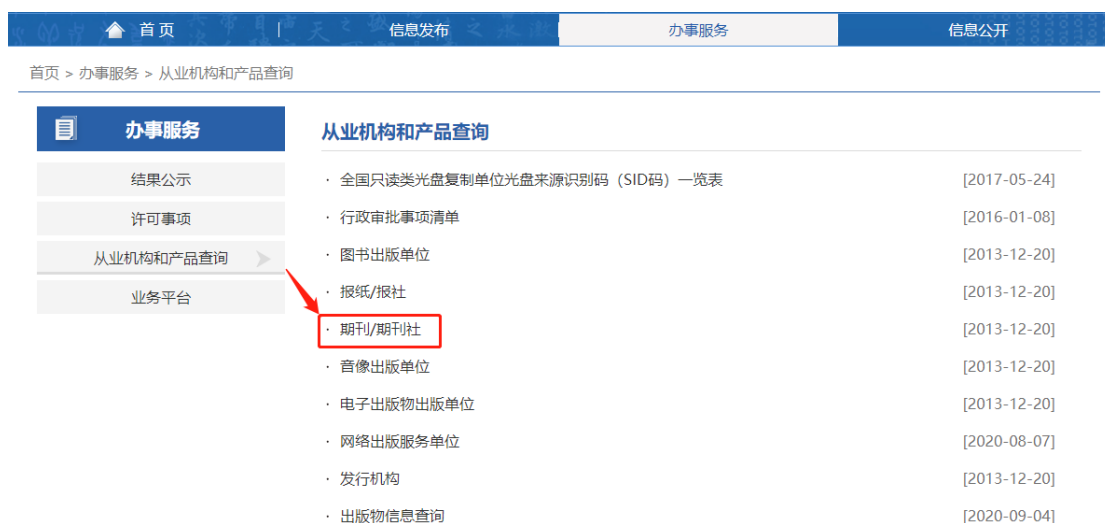 首页 信息发布 办事服务 信息公开
首页 > 办事服务 > 从业机构和产品查询
办事服务
结果公示
许可事项
从业机构和产品查询
业务平台
从业机构和产品查询
· 全国只读类光盘复制单位光盘来源识别码（SID码）一览表 [2017-05-24]
· 行政审批事项清单 [2016-01-08]
· 图书出版单位 [2013-12-20]
· 报纸/报社 [2013-12-20]
· 期刊/期刊社 [2013-12-20]
· 音像出版单位 [2013-12-20]
· 电子出版物出版单位 [2013-12-20]
· 网络出版服务单位 [2020-08-07]
· 发行机构 [2013-12-20]
· 出版物信息查询 [2020-09-04]